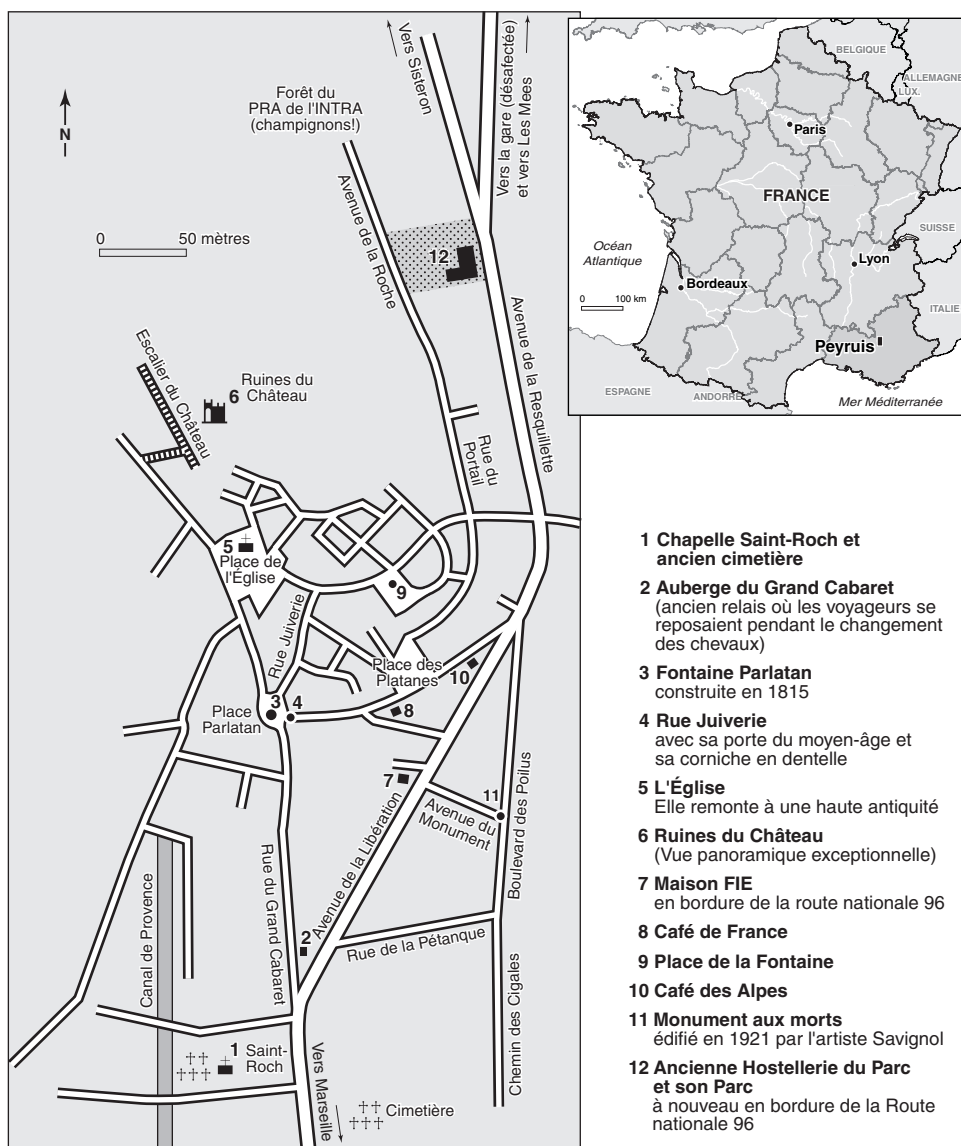 Vers Sisteron
Vers la gare (désafectée)
et vers Les Mees
Forêt du
PRA de l'INTRA
(champignons!)
N
0 50 mètres
Avenue de la Roche
12
Avenue de la Resquillette
Escalier du Château
6
Ruines du
Château
Rue du
Portail
5
Place de
l'Église
9
Rue Juiverie
Place des
Platanes
10
3
4
8
Place
Parlatan
7
11
Avenue du
Monument
Boulevard des Poilus
Avenue de la Libération
Rue du Grand Cabaret
Canal de Provence
2
Rue de la Pétanque
Chemin des Cigales
1 Saint-
Roch
Vers Marseille
Cimetière
BELGIQUE
ALLEMAGNE
LUX.
Paris
FRANCE
SUISSE
Océan
Atlantique
Lyon
Bordeaux
0 100 km
ITALIE
Peyruis
ESPAGNE
ANDORRE
Mer Méditerranée
1 Chapelle Saint-Roch et
ancien cimetière
2 Auberge du Grand Cabaret
(ancien relais où les voyageurs se
reposaient pendant le changement
des chevaux)
3 Fontaine Parlatan
construite en 1815
4 Rue Juiverie
avec sa porte du moyen-âge et
sa corniche en dentelle
5 L'Église
Elle remonte à une haute antiquité
6 Ruines du Château
(Vue panoramique exceptionnelle)
7 Maison FIE
en bordure de la route nationale 96
8 Café de France
9 Place de la Fontaine
10 Café des Alpes
11 Monument aux morts
édifié en 1921 par l'artiste Savignol
12 Ancienne Hostellerie du Parc
et son Parc
à nouveau en bordure de la Route
nationale 96